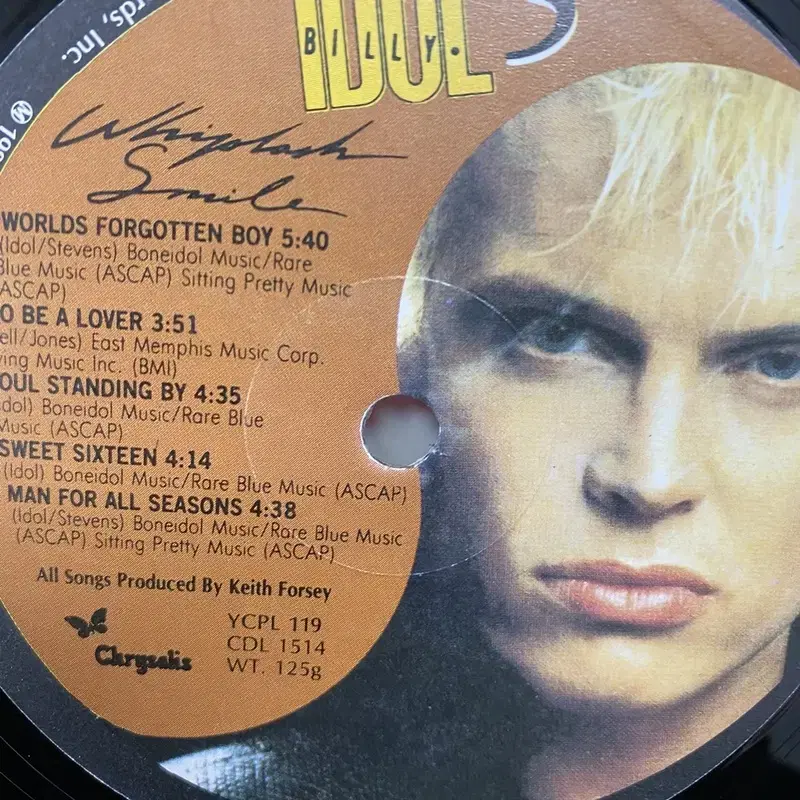 rds, Inc.
IDOL
BILLY•
S
Whiplash
Smile
WORLDS FORGOTTEN BOY 5:40
(Idol/Stevens) Boneidol Music/Rare
Blue Music (ASCAP) Sitting Pretty Music
ASCAP)
O BE A LOVER 3:51
ell/Jones) East Memphis Music Corp.
ving Music Inc. (BMI)
OUL STANDING BY 4:35
dol) Boneidol Music/Rare Blue
Music (ASCAP)
SWEET SIXTEEN 4:14
(Idol) Boneidol Music/Rare Blue Music (ASCAP)
MAN FOR ALL SEASONS 4:38
(Idol/Stevens) Boneidol Music/Rare Blue Music
(ASCAP) Sitting Pretty Music (ASCAP)
All Songs Produced By Keith Forsey
Chrysalis
YCPL 119
CDL 1514
WT. 125g